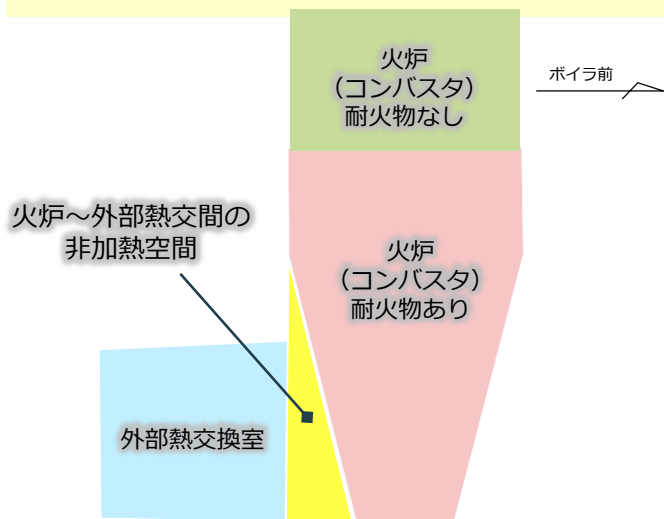 火炉
（コンバスタ）
耐火物なし
ボイラ前
火炉～外部熱交間の
非加熱空間
火炉
（コンバスタ）
耐火物あり
外部熱交換室